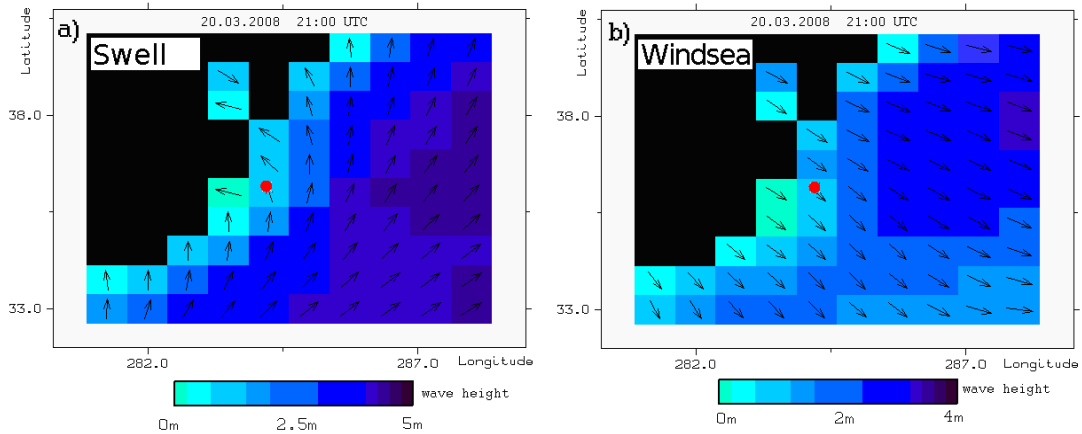 20.03.2008 21:00 UTC
a)
Swell
Latitude
38.0
33.0
282.0
287.0
Longitude
wave height
0m
2.5m
5m
20.03.2008 21:00 UTC
b)
Windsea
Latitude
38.0
33.0
282.0
287.0
Longitude
wave height
0m
2m
4m